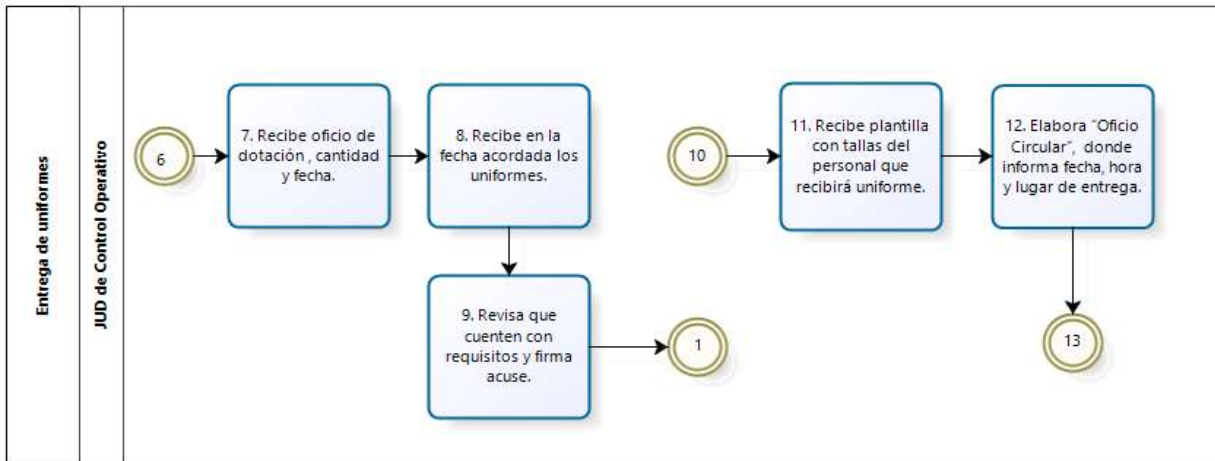 Entrega de uniformes
JUD de Control Operativo
6
7. Recibe oficio de
dotación , cantidad
y fecha.
8. Recibe en la
fecha acordada los
uniformes.
9. Revisa que
cuenten con
requisitos y firma
acuse.
1
10
11. Recibe plantilla
con tallas del
personal que
recibirá uniforme.
12. Elabora “Oficio
Circular”, donde
informa fecha, hora
y lugar de entrega.
13